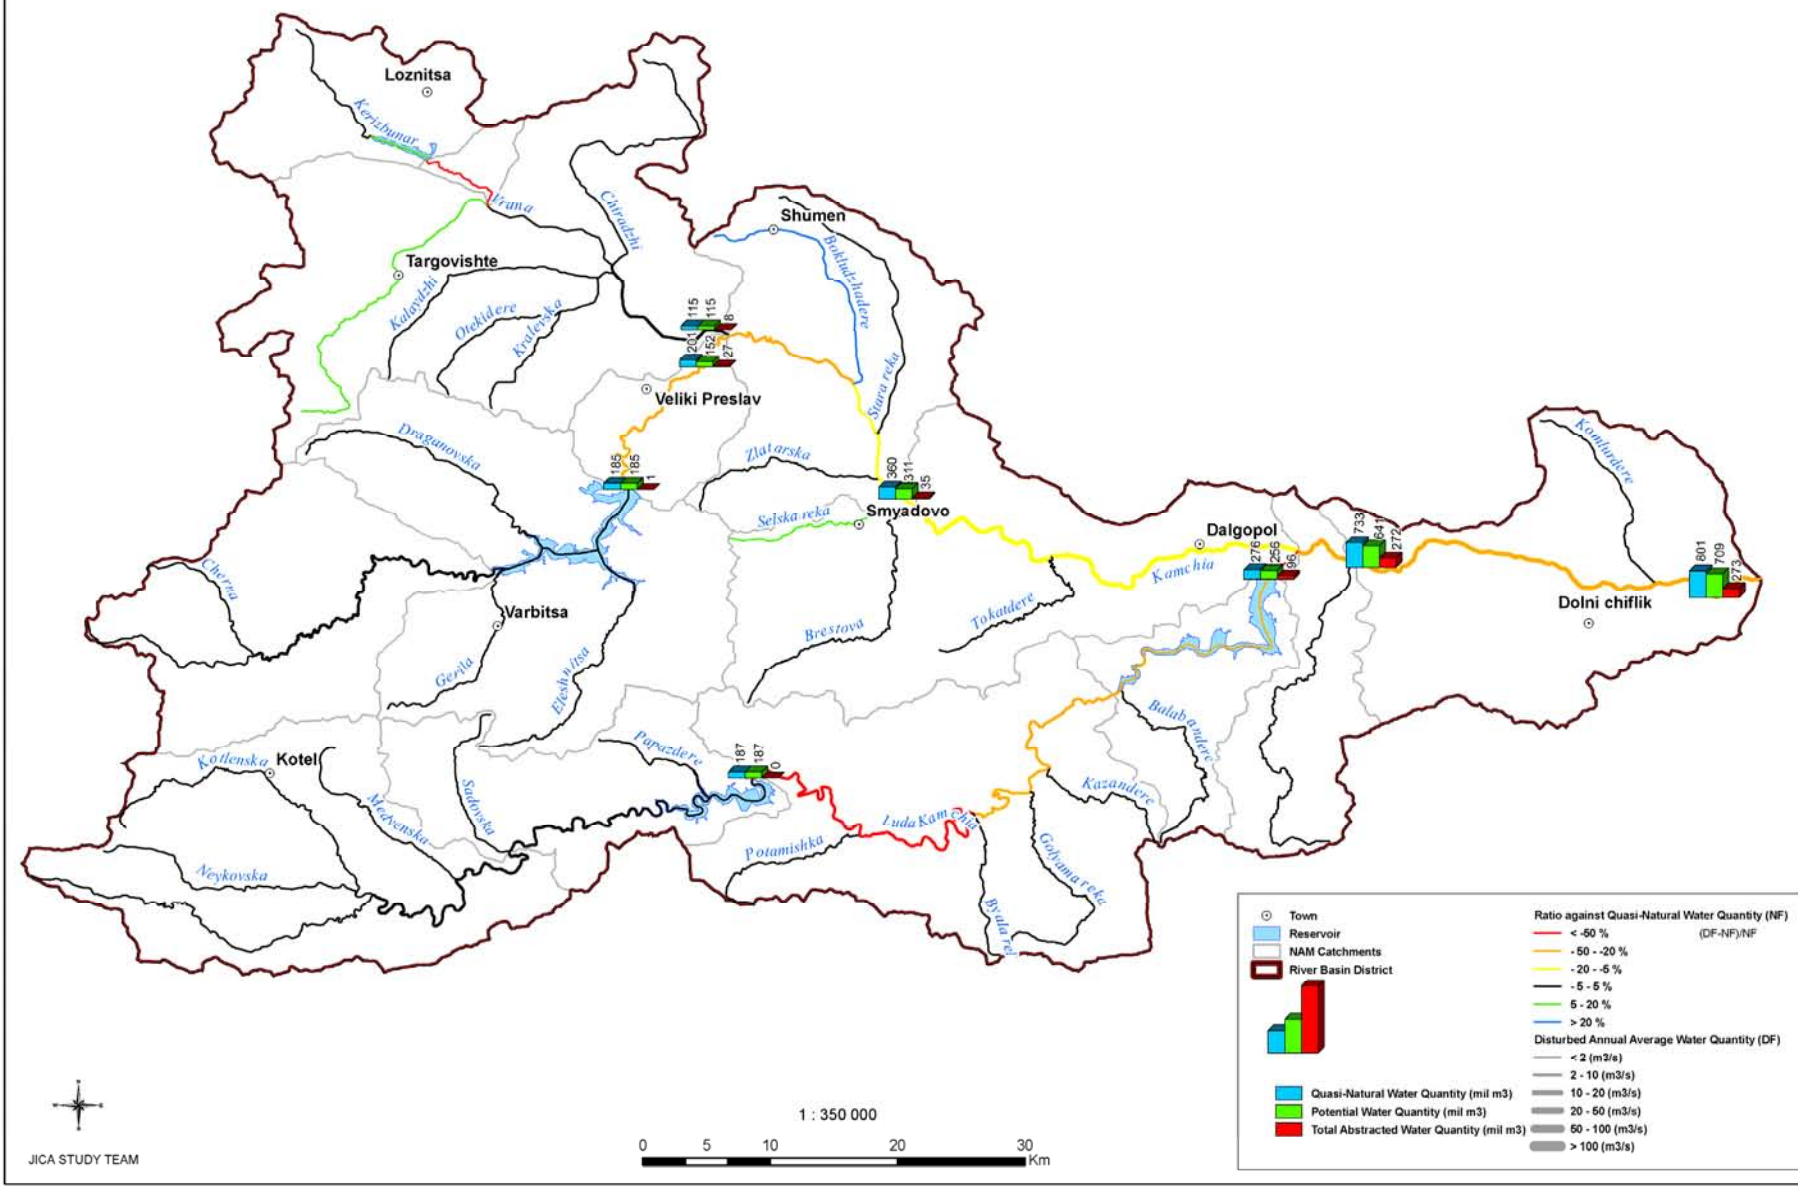 Loznitsa
Kerizbunar
Vrana
Chiradzhi
Shumen
Bokludzhadere
Targovishte
Kalaydzhi
Otekidere
Kralevska
115
115
8
201
152
27
Stara reka
Veliki Preslav
Draganovska
185
185
1
Zlatarska
360
311
35
Selska reka
Smyadovo
Komlurdere
Dalgopol
733
641
272
276
256
96
Kamchia
801
709
273
Dolni chiflik
Cherna
Varbitsa
Gerila
Eleshnitsa
Brestova
Tokatdere
Balabandere
Kotlenska
Kotel
Papazdere
187
187
0
Medvenska
Sadovska
Kazandere
Luda Kamchia
Potamishka
Golyama reka
Neykovska
Byala rel
Town
Reservoir
NAM Catchments
River Basin District
Quasi-Natural Water Quantity (mil m3)
Potential Water Quantity (mil m3)
Total Abstracted Water Quantity (mil m3)
Ratio against Quasi-Natural Water Quantity (NF)
(DF-NF)/NF
< -50 %
-50 - -20 %
-20 - -5 %
-5 - 5 %
5 - 20 %
> 20 %
Disturbed Annual Average Water Quantity (DF)
< 2 (m3/s)
2 - 10 (m3/s)
10 - 20 (m3/s)
20 - 50 (m3/s)
50 - 100 (m3/s)
> 100 (m3/s)
1 : 350 000
0 5 10 20 30
Km
JICA STUDY TEAM